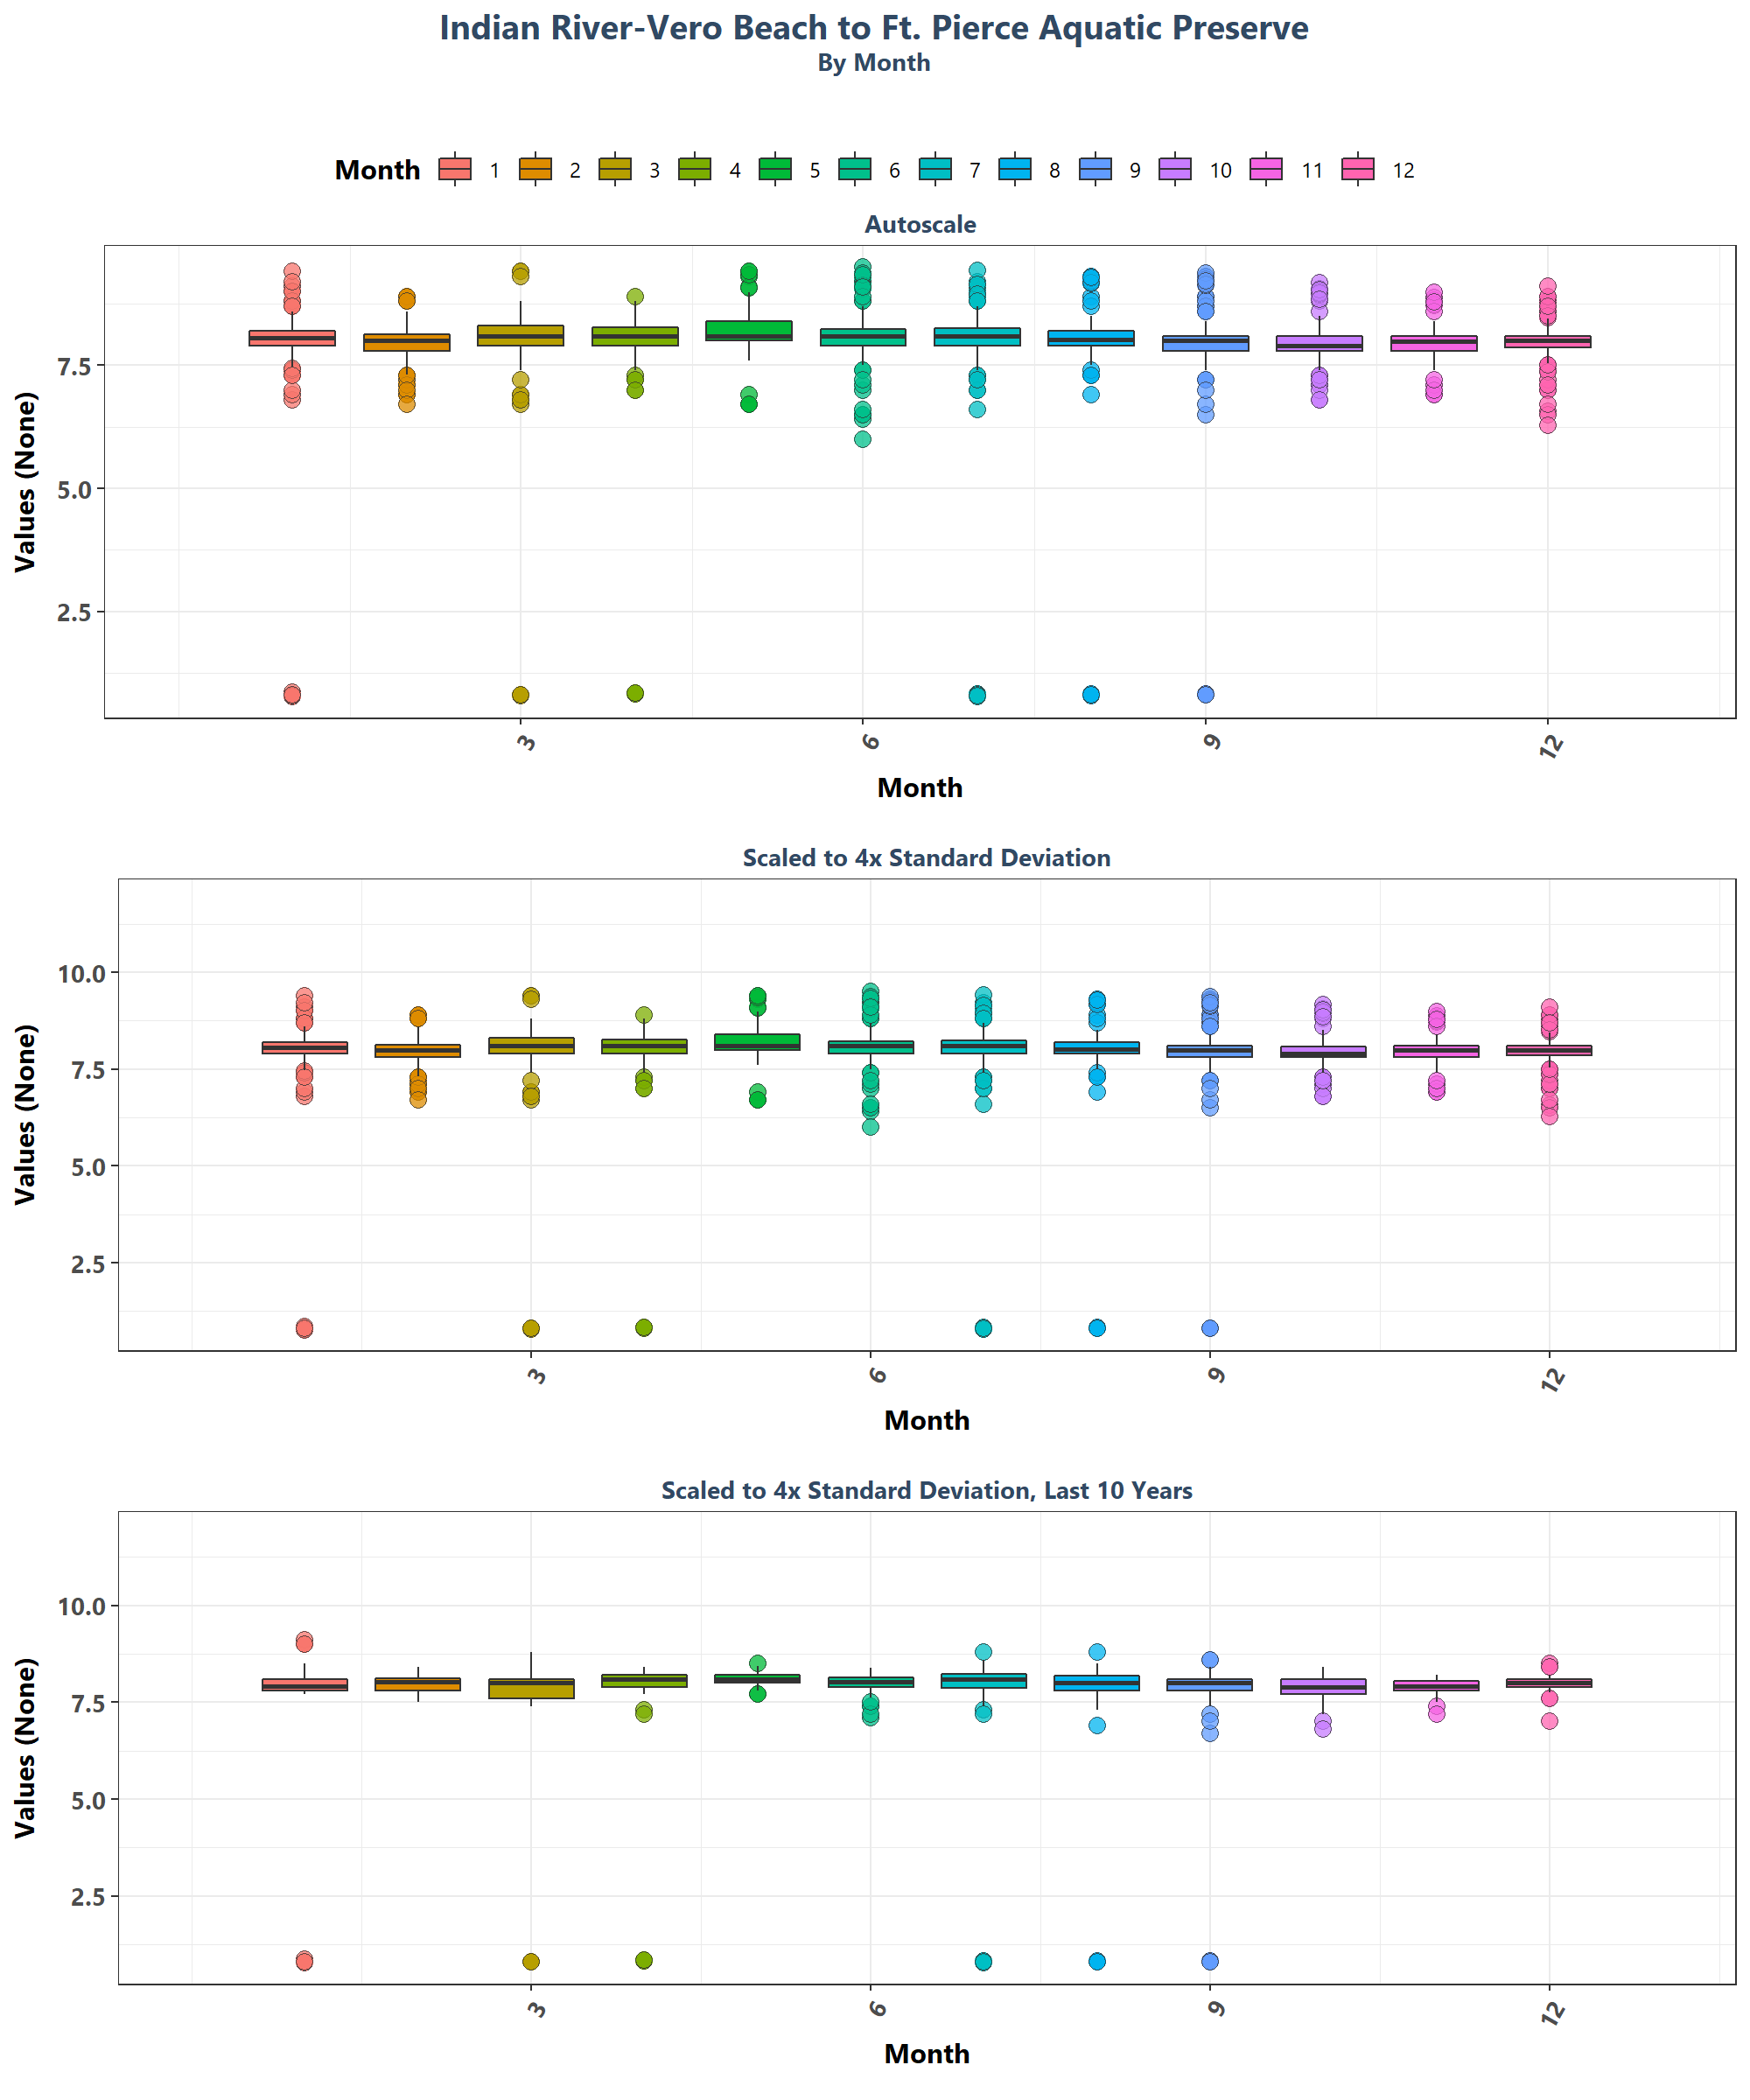 Indian River-Vero Beach to Ft. Pierce Aquatic Preserve
By Month
Month 1 2 3 4 5 6 7 8 9 10 11 12
Autoscale
Values (None)
7.5
5.0
2.5
3 6 9 12
Month
Scaled to 4x Standard Deviation
Values (None)
10.0
7.5
5.0
2.5
3 6 9 12
Month
Scaled to 4x Standard Deviation, Last 10 Years
Values (None)
10.0
7.5
5.0
2.5
3 6 9 12
Month